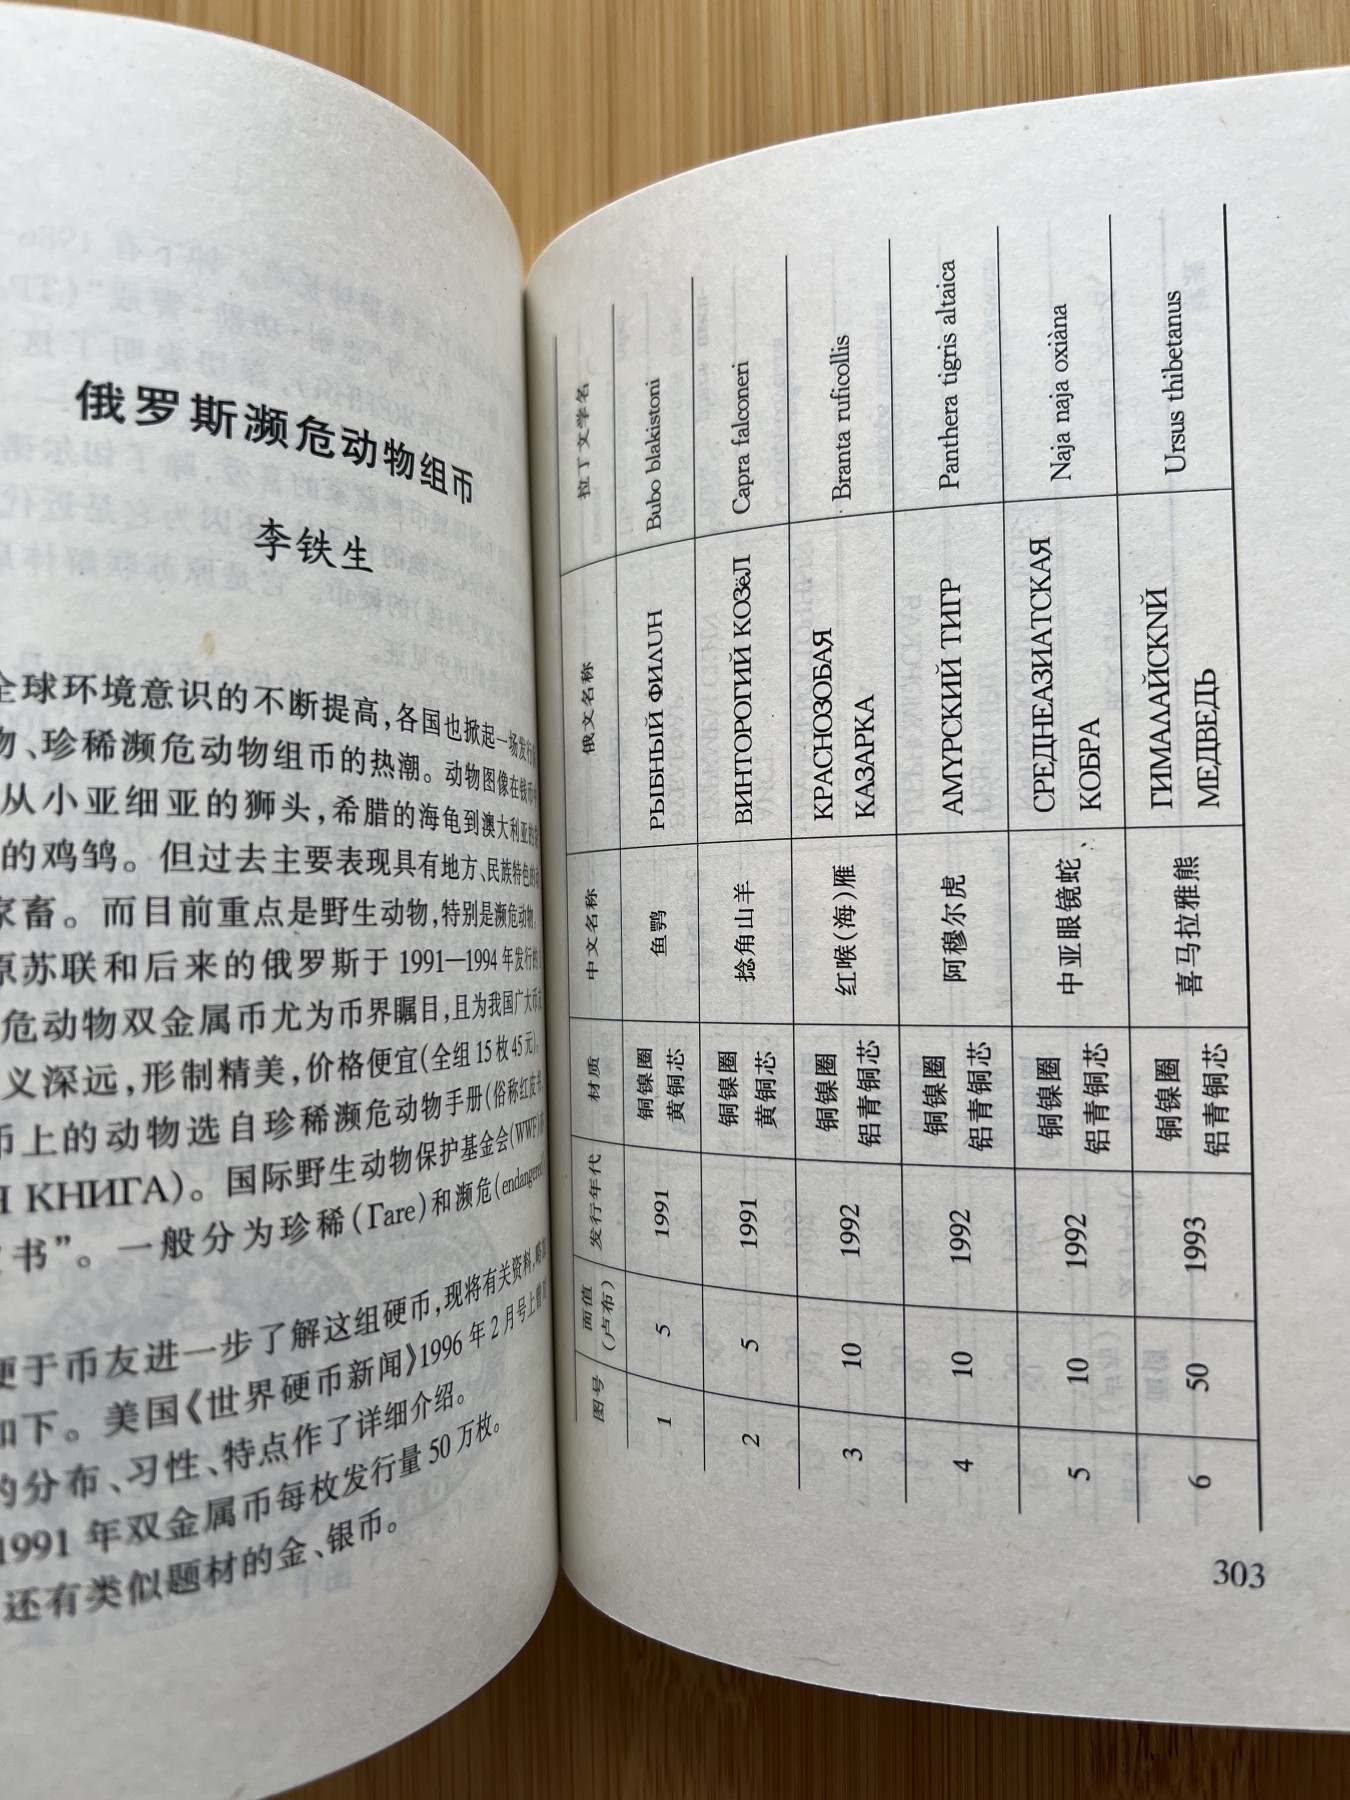 俄罗斯濒危动物组币
李铁生
全球环境意识的不断提高,各国也掀起一场发行
物、珍稀濒危动物组币的热潮。动物图像在钱币
从小亚细亚的狮头,希腊的海龟到澳大利亚的
的鸡鸻。但过去主要表现具有地方、民族特色的
家畜。而目前重点是野生动物,特别是濒危动物。
原苏联和后来的俄罗斯于1991—1994年发行的
危动物双金属币尤为币界瞩目,且为我国广大币
义深远,形制精美,价格便宜(全组15枚45元)。
币上的动物选自珍稀濒危动物手册(俗称红皮书
Я КНИГА)。国际野生动物保护基金会(WWF)
书”。一般分为珍稀(Гare)和濒危(endangered)
便于币友进一步了解这组硬币,现将有关资料,
如下。美国《世界硬币新闻》1996年2月号上曾
的分布、习性、特点作了详细介绍。
1991年双金属币每枚发行量50万枚。
还有类似题材的金、银币。
图号 面值(卢布) 发行年代 材质 中文名称 俄文名称 拉丁文学名
1 5 1991 铜镍圈 黄铜芯 鱼鹗 РЫБНЫЙ ФИЛИН Bubo blakistoni
2 5 1991 铜镍圈 黄铜芯 捻角山羊 ВИНТОРОГИЙ КОЗёЛ Capra falconeri
3 10 1992 铜镍圈 铝青铜芯 红喉(海)雁 КРАСНОЗОБАЯ КАЗАРКА Branta ruficollis
4 10 1992 铜镍圈 铝青铜芯 阿穆尔虎 АМУРСКИЙ ТИГР Panthera tigris altaica
5 10 1992 铜镍圈 铝青铜芯 中亚眼镜蛇 СРЕДНЕАЗИАТСКАЯ КОБРА Naja naja oxiàna
6 50 1993 铜镍圈 铝青铜芯 喜马拉雅熊 ГИМАЛАЙСКNЙ МЕДВЕДЬ Ursus thibetanus
303